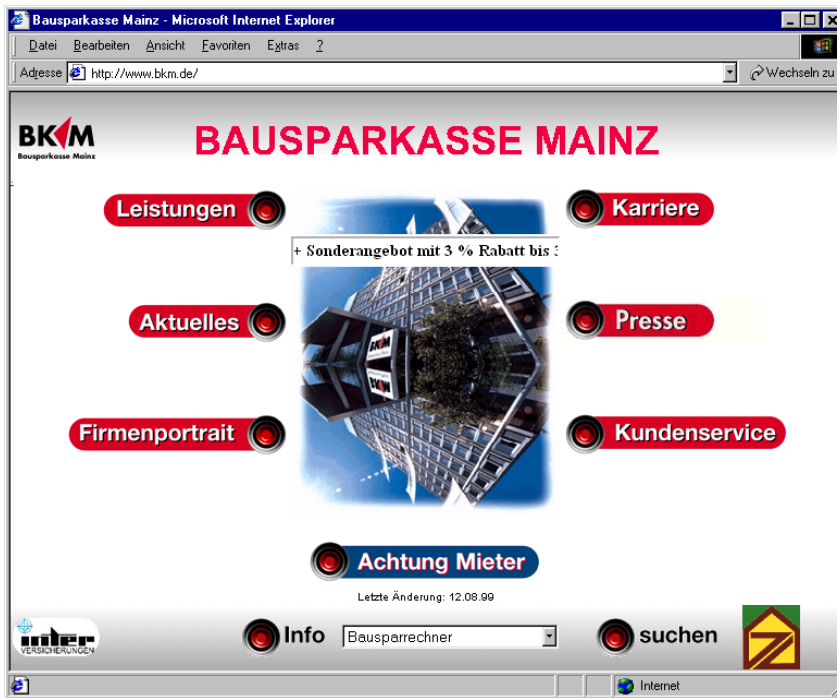 Bausparkasse Mainz - Microsoft Internet Explorer
Datei Bearbeiten Ansicht Favoriten Extras ?
Adresse http://www.bkm.de/ Wechseln zu
BKM
Bausparkasse Mainz
BAUSPARKASSE MAINZ
Leistungen
Karriere
+ Sonderangebot mit 3 % Rabatt bis
Aktuelles
Presse
BKM
Firmenportrait
Kundenservice
Achtung Mieter
Letzte Änderung: 12.08.99
inter
VERSICHERUNGEN
Info Bausparrechner suchen
Internet